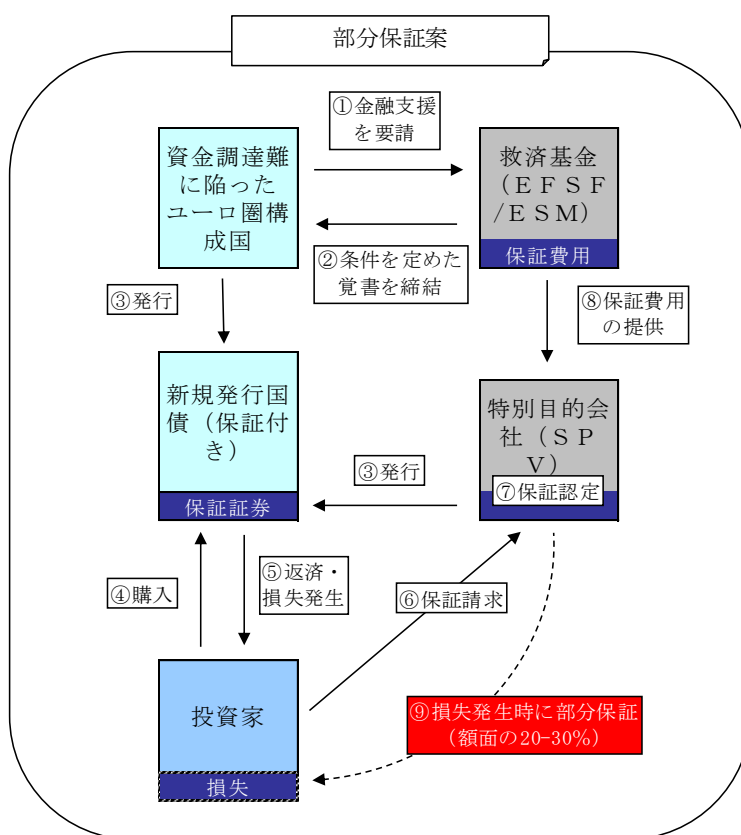 部分保証案
①金融支援
を要請
資金調達難
に陥った
ユーロ圏構
成国
救済基金
（ＥＦＳＦ
/ＥＳＭ）
保証費用
②条件を定めた
覚書を締結
③発行
⑧保証費用
の提供
新規発行国
債（保証付
き）
保証証券
特別目的会
社（ＳＰ
Ｖ）
③発行
⑦保証認定
④購入
⑤返済・
損失発生
⑥保証請求
投資家
損失
⑨損失発生時に部分保証
（額面の20-30%）